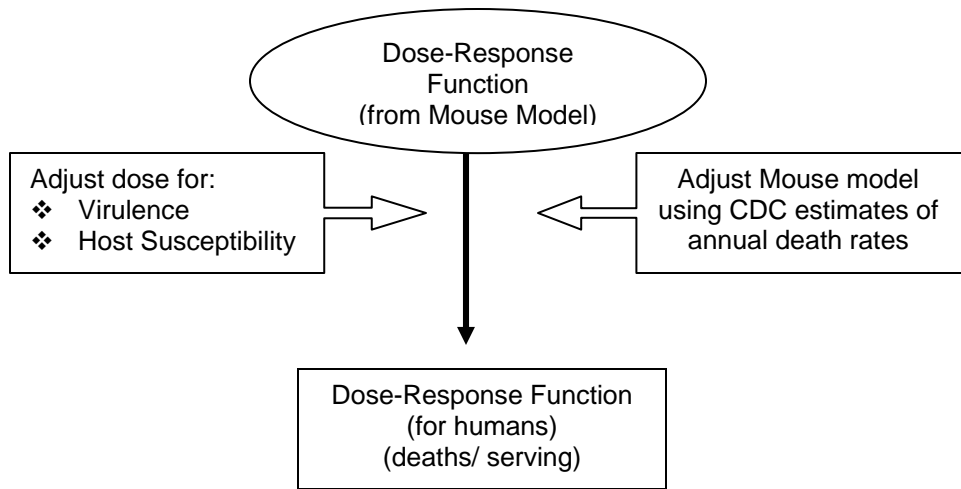 Dose-Response
Function
(from Mouse Model)
Adjust dose for:
❖ Virulence
❖ Host Susceptibility
Adjust Mouse model
using CDC estimates of
annual death rates
Dose-Response Function
(for humans)
(deaths/ serving)